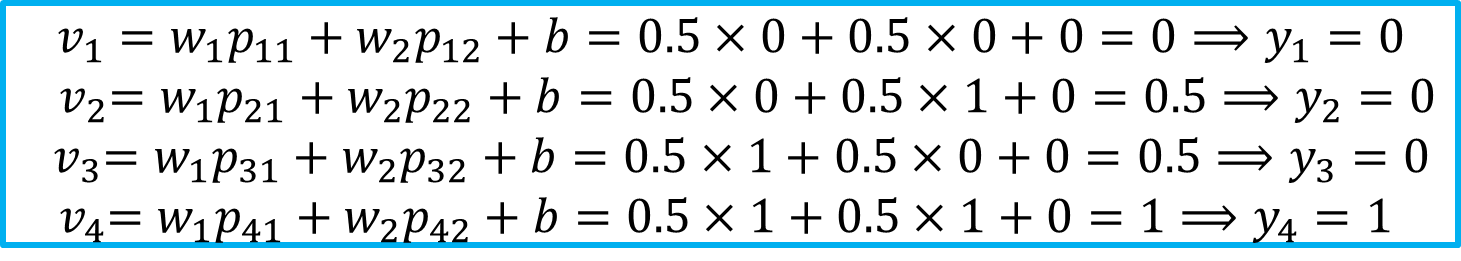 v₁ = w₁p₁₁ + w₂p₁₂ + b = 0.5 × 0 + 0.5 × 0 + 0 = 0 ⟹ y₁ = 0
v₂= w₁p₂₁ + w₂p₂₂ + b = 0.5 × 0 + 0.5 × 1 + 0 = 0.5 ⟹ y₂ = 0
v₃= w₁p₃₁ + w₂p₃₂ + b = 0.5 × 1 + 0.5 × 0 + 0 = 0.5 ⟹ y₃ = 0
v₄= w₁p₄₁ + w₂p₄₂ + b = 0.5 × 1 + 0.5 × 1 + 0 = 1 ⟹ y₄ = 1